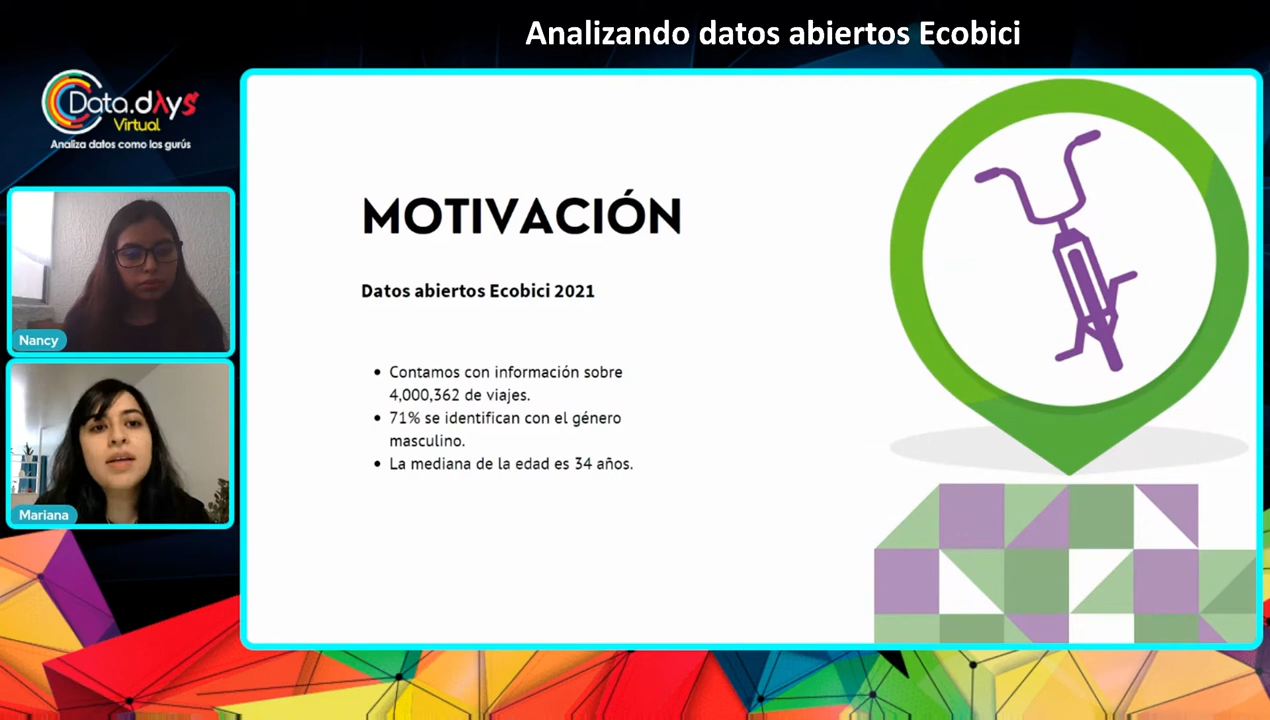 Analizando datos abiertos Ecobici
Data.dAys
Virtual
Analiza datos como los gurús
Nancy
Mariana
MOTIVACIÓN
Datos abiertos Ecobici 2021
• Contamos con información sobre
4,000,362 de viajes.
• 71% se identifican con el género
masculino.
• La mediana de la edad es 34 años.